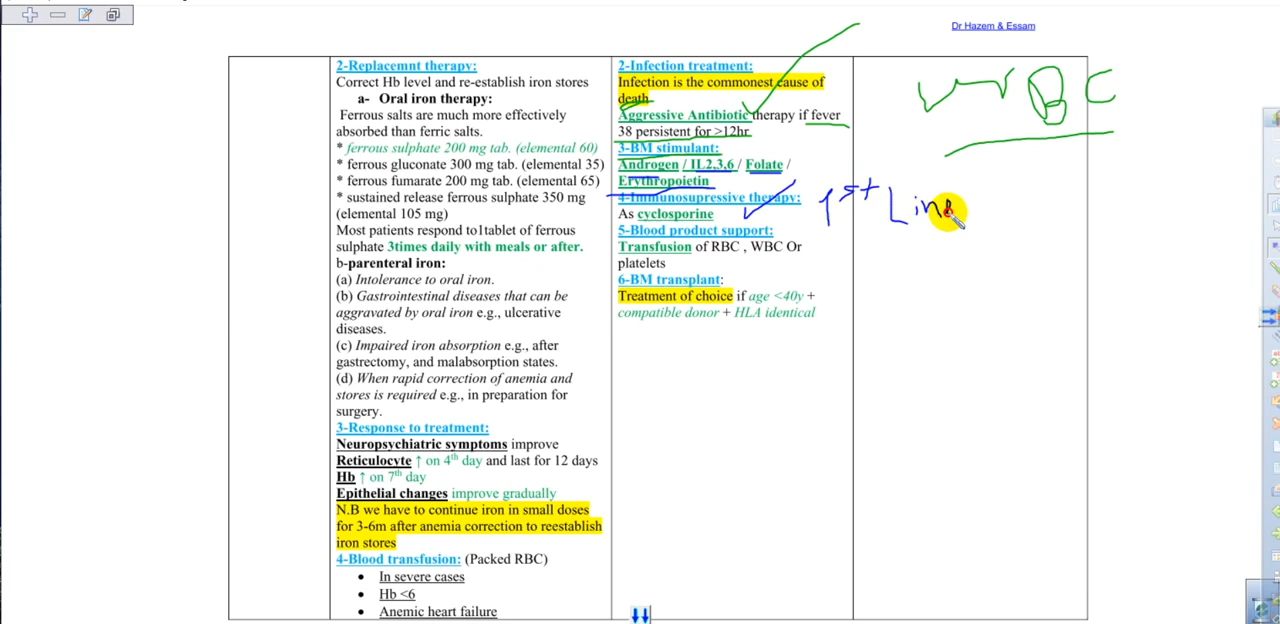 Dr Hazem & Essam
2-Replacemnt therapy:
Correct Hb level and re-establish iron stores
a- Oral iron therapy:
Ferrous salts are much more effectively
absorbed than ferric salts.
* ferrous sulphate 200 mg tab. (elemental 60)
* ferrous gluconate 300 mg tab. (elemental 35)
* ferrous fumarate 200 mg tab. (elemental 65)
* sustained release ferrous sulphate 350 mg
(elemental 105 mg)
Most patients respond to1tablet of ferrous
sulphate 3times daily with meals or after.
b-parenteral iron:
(a) Intolerance to oral iron.
(b) Gastrointestinal diseases that can be
aggravated by oral iron e.g., ulcerative
diseases.
(c) Impaired iron absorption e.g., after
gastrectomy, and malabsorption states.
(d) When rapid correction of anemia and
stores is required e.g., in preparation for
surgery.
3-Response to treatment:
Neuropsychiatric symptoms improve
Reticulocyte ↑ on 4th day and last for 12 days
Hb ↑ on 7th day
Epithelial changes improve gradually
N.B we have to continue iron in small doses
for 3-6m after anemia correction to reestablish
iron stores
4-Blood transfusion: (Packed RBC)
• In severe cases
• Hb <6
• Anemic heart failure
2-Infection treatment:
Infection is the commonest cause of
death
Aggressive Antibiotic therapy if fever
38 persistent for >12hr
3-BM stimulant:
Androgen / IL2,3,6 / Folate /
Erythropoietin
4-Immunosupressive therapy:
As cyclosporine
5-Blood product support:
Transfusion of RBC , WBC Or
platelets
6-BM transplant:
Treatment of choice if age <40y +
compatible donor + HLA identical
BC
1st Line